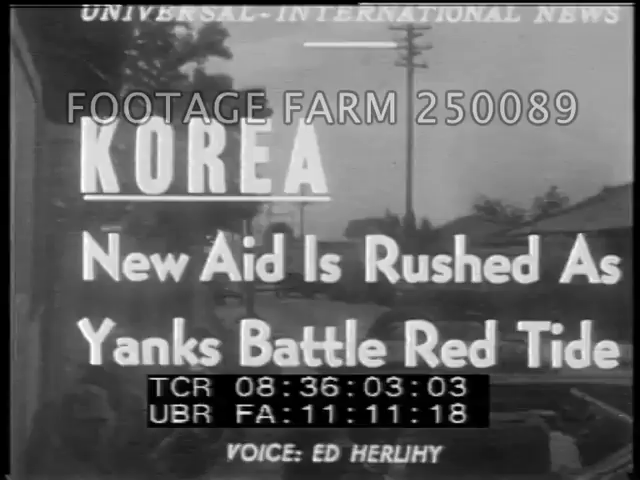 UNIVERSAL-INTERNATIONAL NEWS
FOOTAGE FARM 250089
KOREA
New Aid Is Rushed As
Yanks Battle Red Tide
TCR 08:36:03:03
UBR FA:11:11:18
VOICE: ED HERLIHY